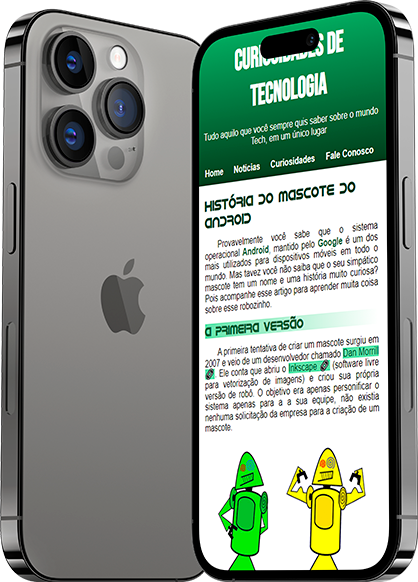 CURIOSIDADES DE
TECNOLOGIA
Tudo aquilo que você sempre quis saber sobre o mundo
Tech, em um único lugar
Home Notícias Curiosidades Fale Conosco
HISTÓRIA DO MASCOTE DO
ANDROID
Provavelmente você sabe que o sistema
operacional Android, mantido pelo Google é um dos
mais utilizados para dispositivos móveis em todo o
mundo. Mas tavez você não saiba que o seu simpático
mascote tem um nome e uma história muito curiosa?
Pois acompanhe esse artigo para aprender muita coisa
sobre esse robozinho.
A PRIMEIRA VERSÃO
A primeira tentativa de criar um mascote surgiu em
2007 e veio de um desenvolvedor chamado Dan Morrill
. Ele conta que abriu o Inkscape (software livre
para vetorização de imagens) e criou sua própria
versão de robô. O objetivo era apenas personificar o
sistema apenas para a a sua equipe, não existia
nenhuma solicitação da empresa para a criação de um
mascote.